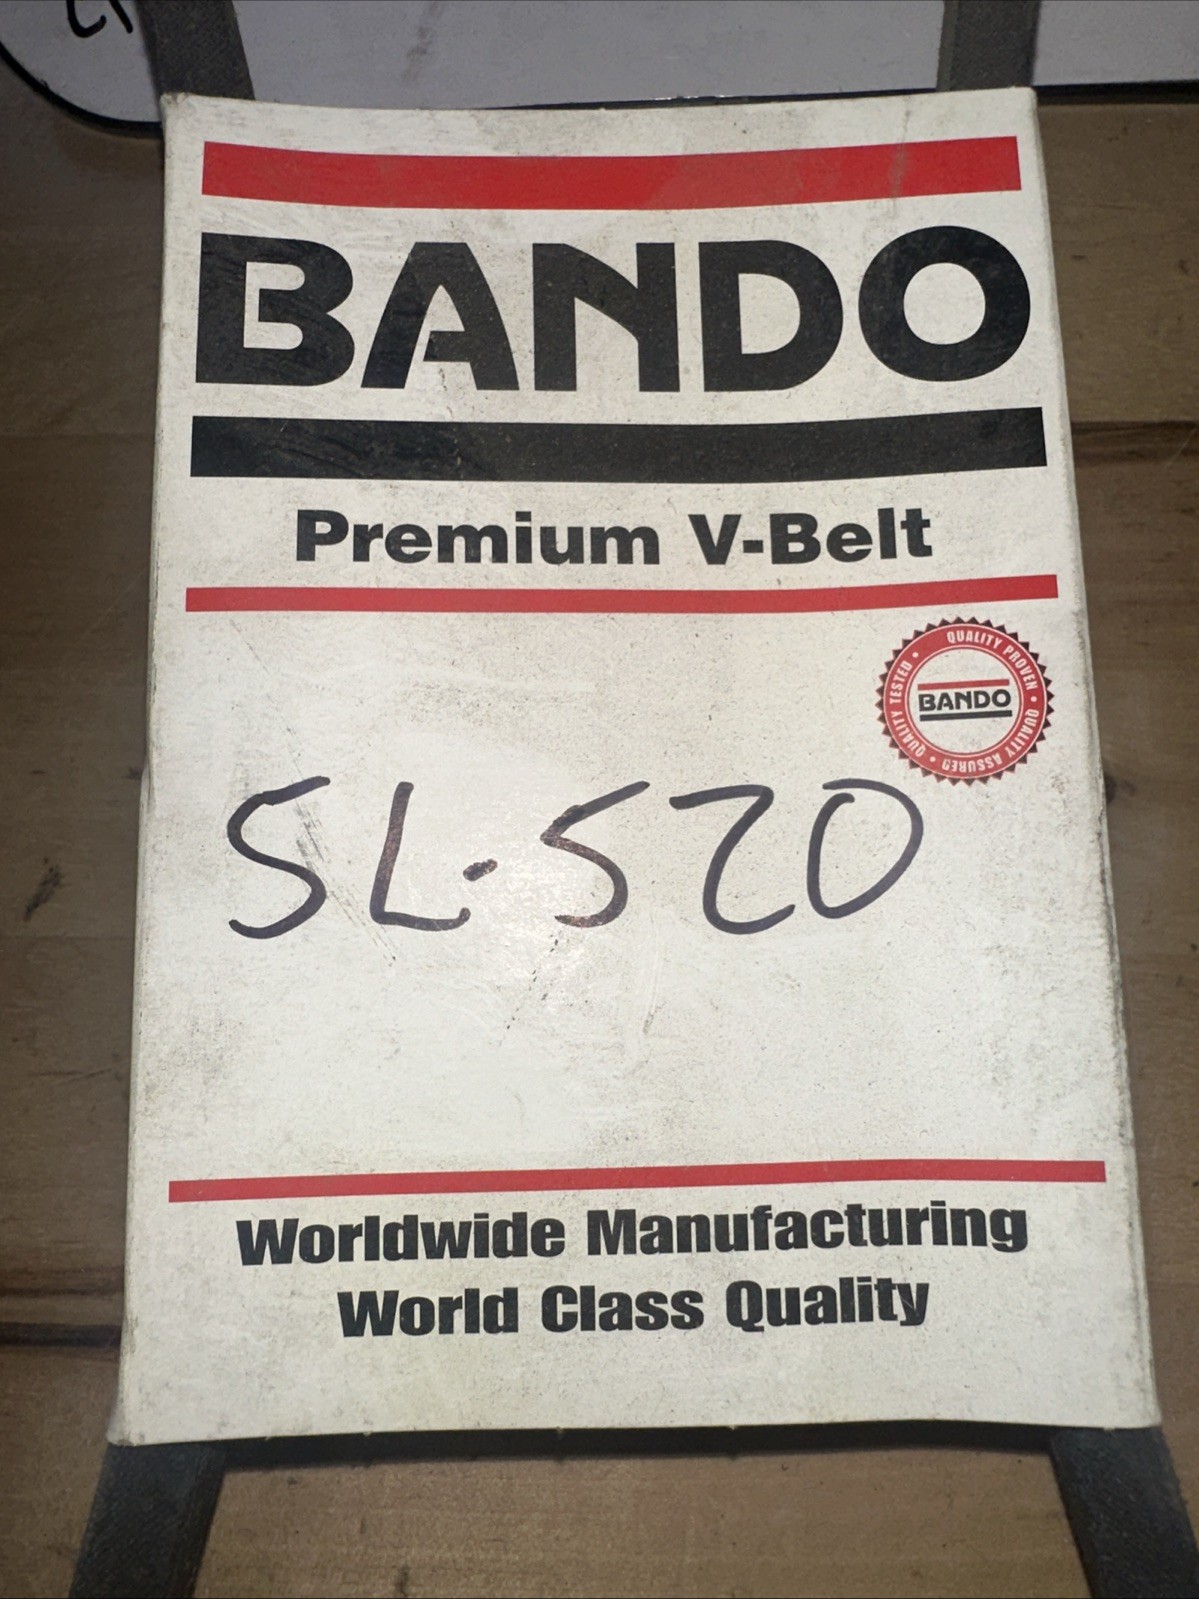 BANDO
Premium V-Belt
QUALITY TESTED • QUALITY PROVEN • QUALITY ASSURED •
BANDO
SL-520
Worldwide Manufacturing
World Class Quality